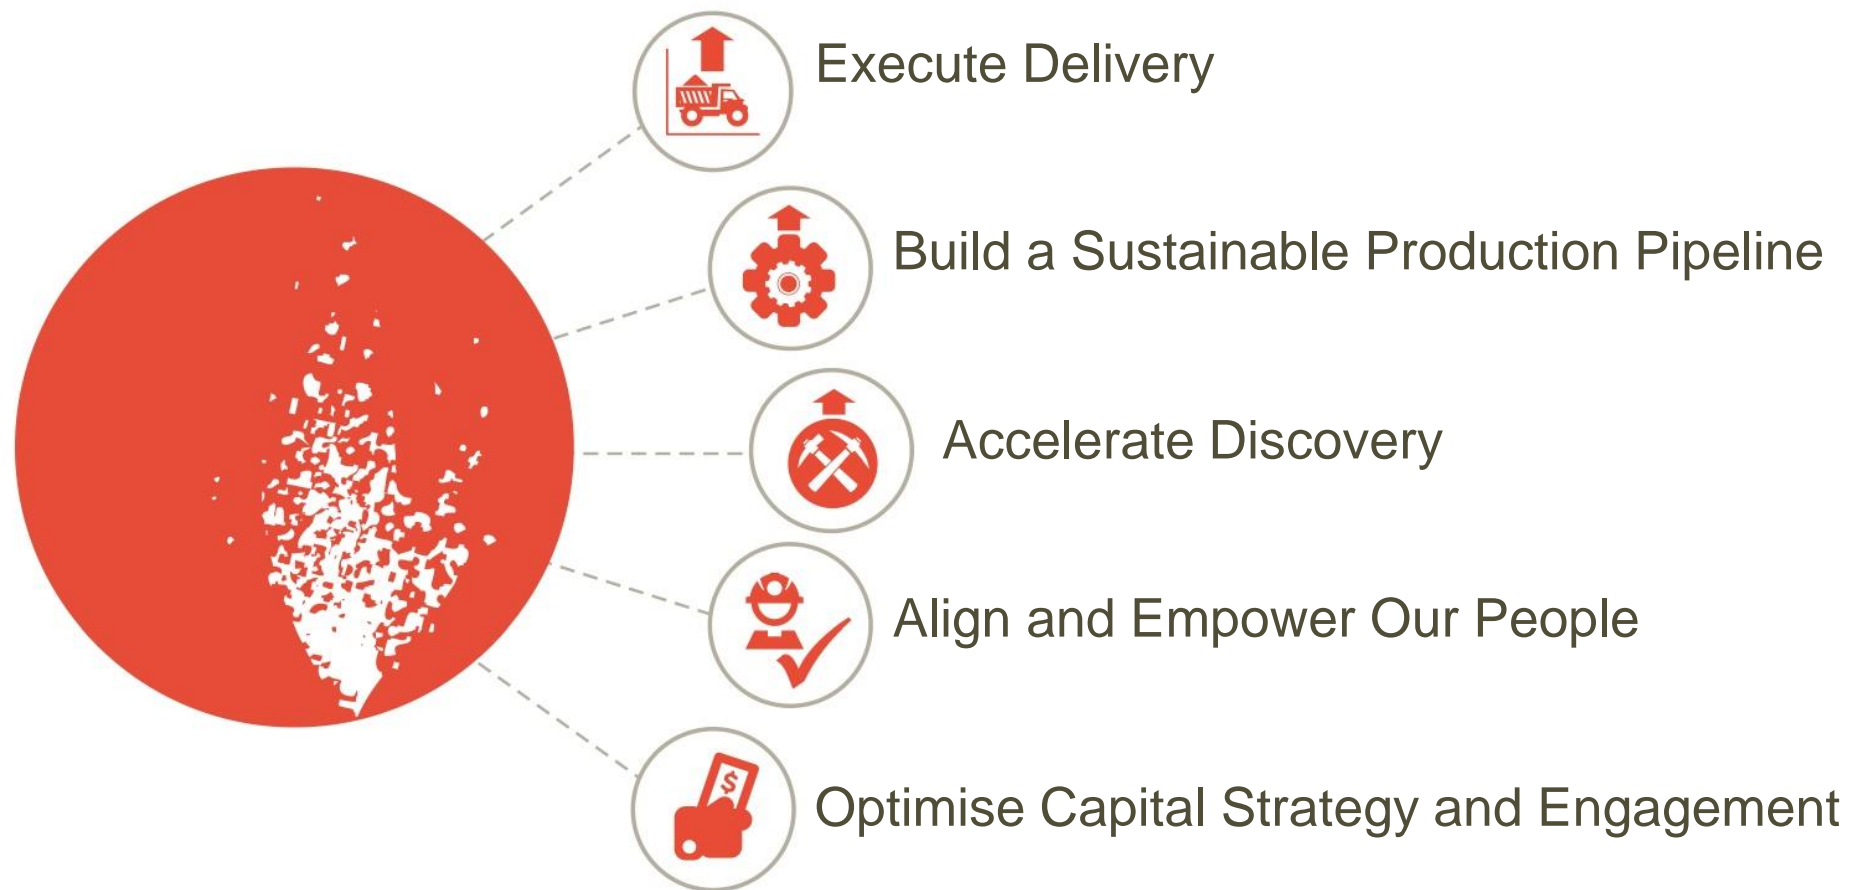 Execute Delivery
Build a Sustainable Production Pipeline
Accelerate Discovery
Align and Empower Our People
$
Optimise Capital Strategy and Engagement